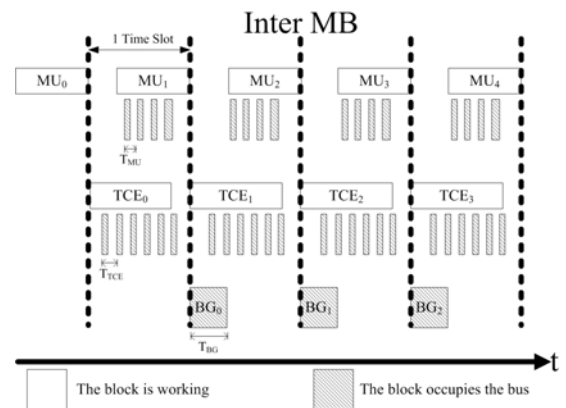 Inter MB
1 Time Slot
MU0 MU1 MU2 MU3 MU4
TMU
TCE0 TCE1 TCE2 TCE3
TTCE
BG0 BG1 BG2
TBG
t
The block is working The block occupies the bus